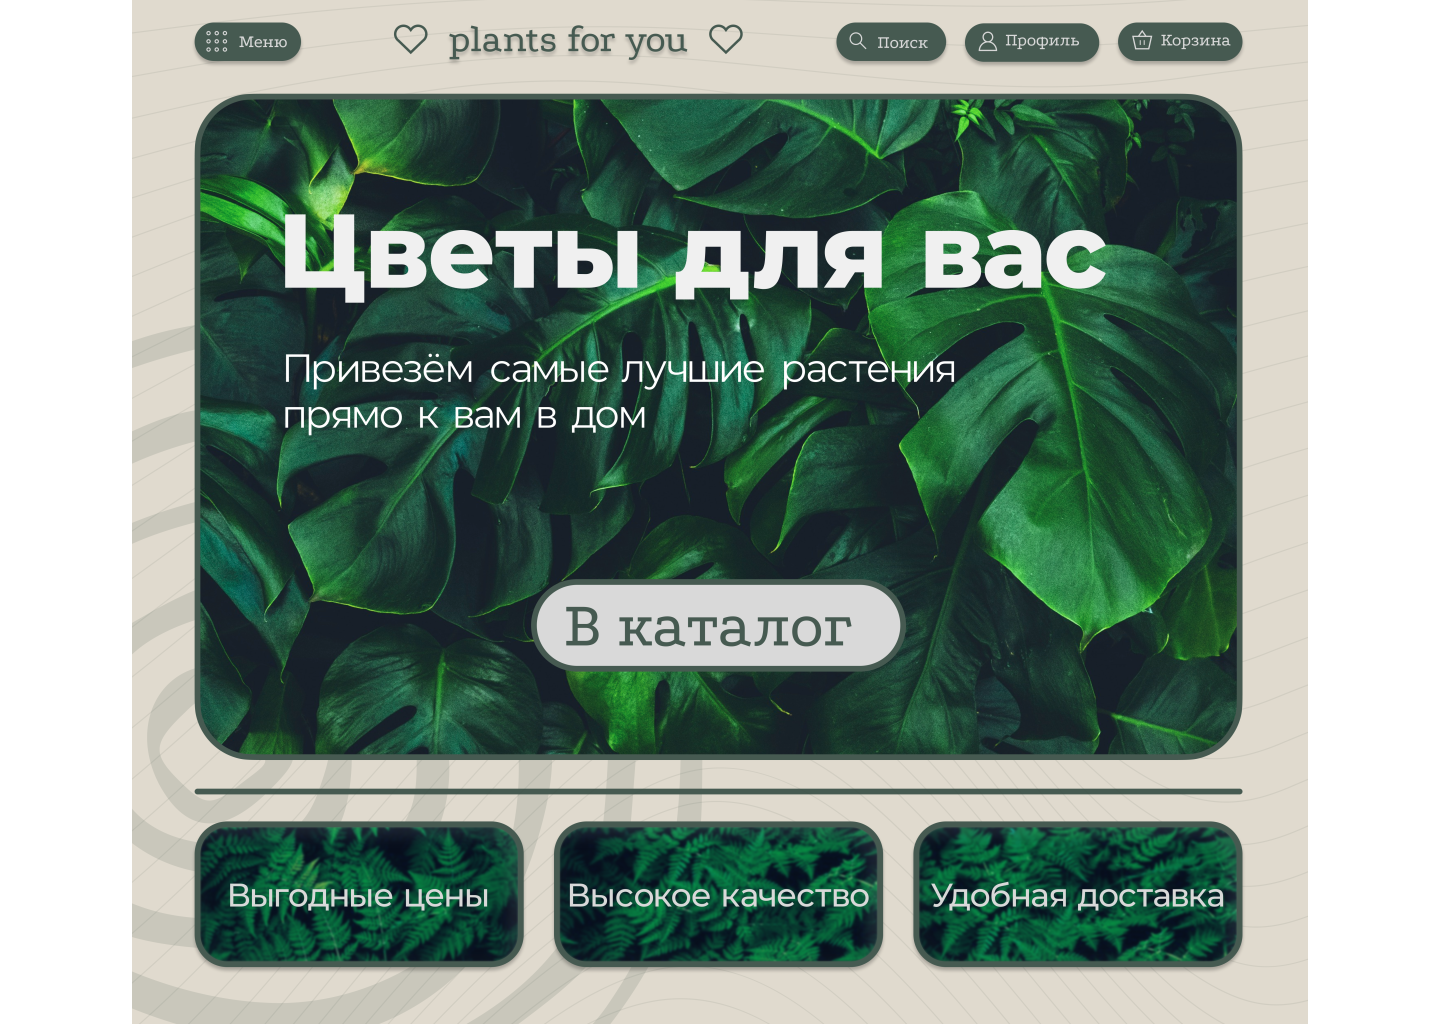 Меню
plants for you
Поиск
Профиль
Корзина
Цветы для вас
Привезём самые лучшие растения
прямо к вам в дом
В каталог
Выгодные цены
Высокое качество
Удобная доставка